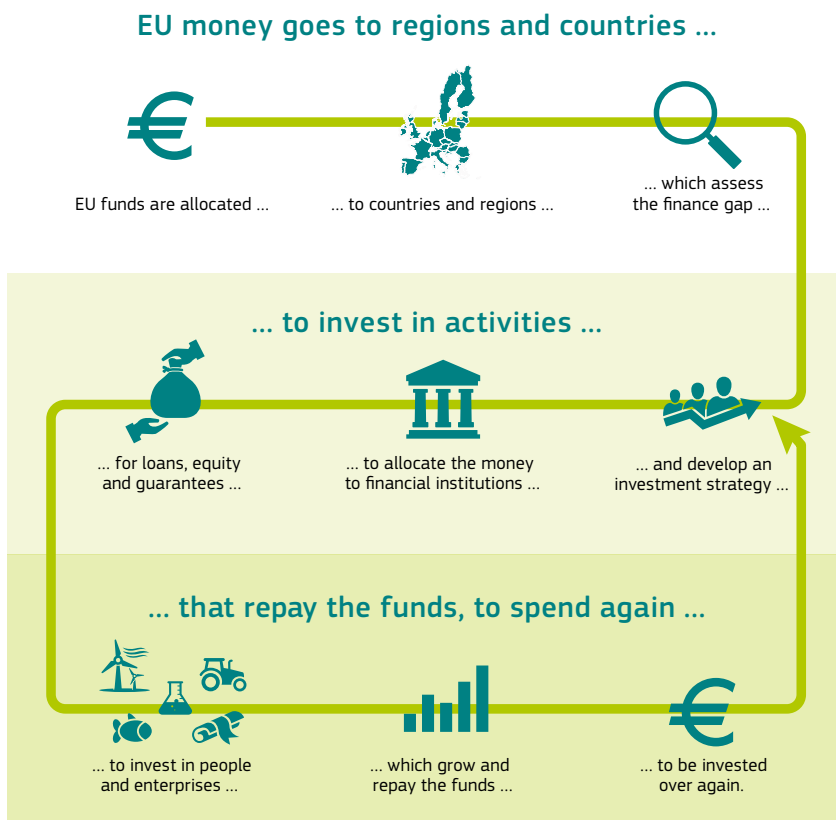 EU money goes to regions and countries ...
EU funds are allocated ...
... to countries and regions ...
... which assess
the finance gap ...
... to invest in activities ...
... for loans, equity
and guarantees ...
... to allocate the money
to financial institutions ...
... and develop an
investment strategy ...
... that repay the funds, to spend again ...
... to invest in people
and enterprises ...
... which grow and
repay the funds ...
... to be invested
over again.